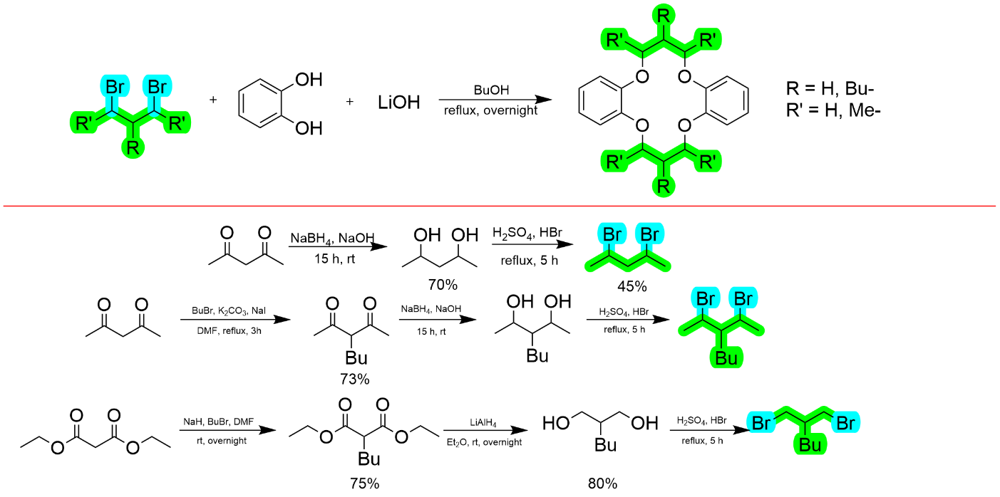 R
R' R'
Br Br
O O
OH
R' R'
R
+
OH
+
LiOH
BuOH
reflux, overnight
O O
R' R'
R
R = H, Bu-
R' = H, Me-
O O
NaBH4, NaOH
15 h, rt
OH OH
70%
H2SO4, HBr
reflux, 5 h
Br Br
45%
O O
BuBr, K2CO3, NaI
DMF, reflux, 3h
O O
Bu
73%
NaBH4, NaOH
15 h, rt
OH OH
Bu
H2SO4, HBr
reflux, 5 h
Br Br
Bu
O O
O O
NaH, BuBr, DMF
rt, overnight
O O
O O
Bu
75%
LiAlH4
Et2O, rt, overnight
HO OH
Bu
80%
H2SO4, HBr
reflux, 5 h
Br Br
Bu